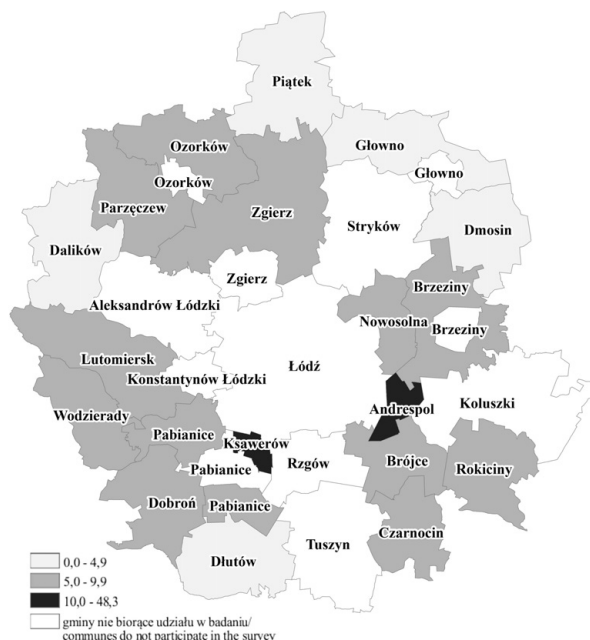 Piątek
Ozorków
Głowno
Głowno
Ozorków
Parzęczew
Zgierz
Stryków
Dmosin
Dalików
Zgierz
Brzeziny
Aleksandrów Łódzki
Nowosolna
Brzeziny
Lutomiersk
Łódź
Konstantynów Łódzki
Andrespol
Koluszki
Wodzierady
Pabianice
Ksawerów
Pabianice
Rzgów
Brójce
Rokiciny
Dobroń
Pabianice
Czarnocin
Tuszyn
Dłutów
0,0 - 4,9
5,0 - 9,9
10,0 - 48,3
gminy nie biorące udziału w badaniu/
communes do not participate in the survey